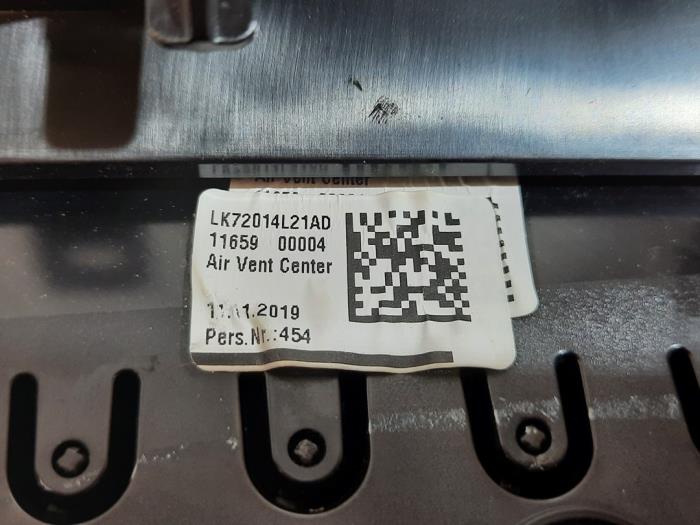 Air Vent Center
LK72014L21AD
11659 00004
Air Vent Center
2019
Pers.Nr.:454